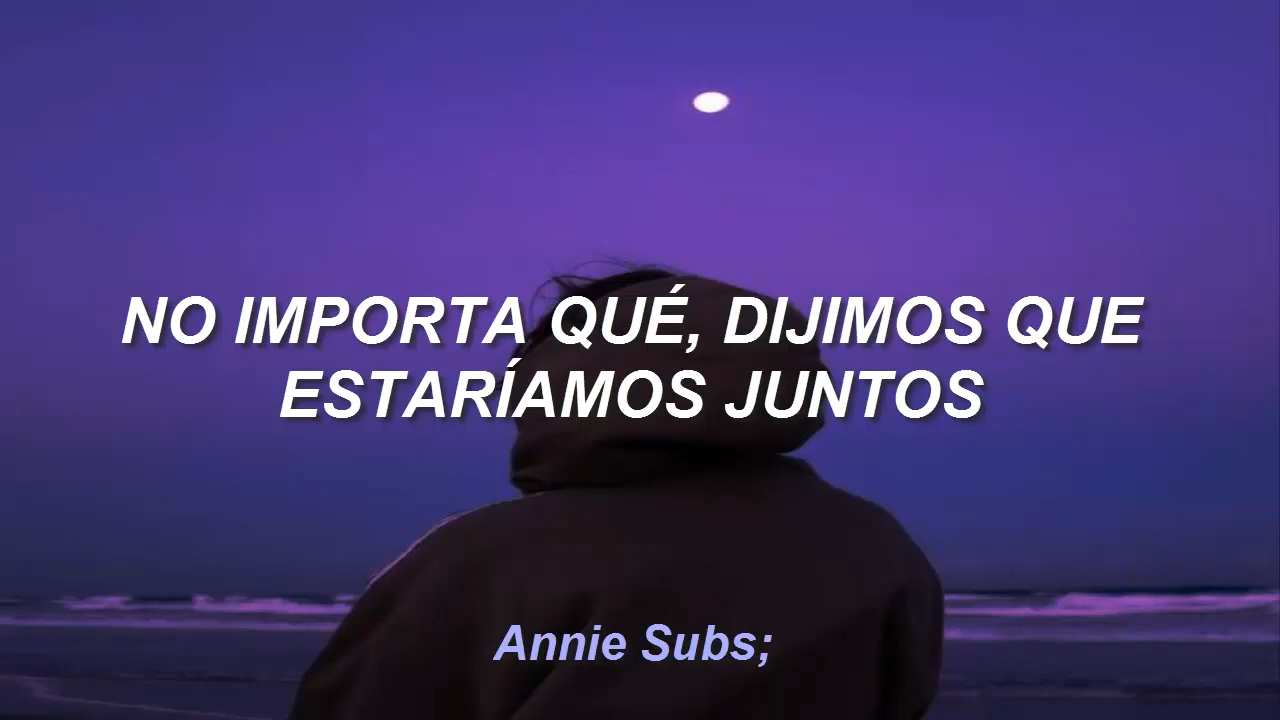 NO IMPORTA QUÉ, DIJIMOS QUE
ESTARÍAMOS JUNTOS
Annie Subs;